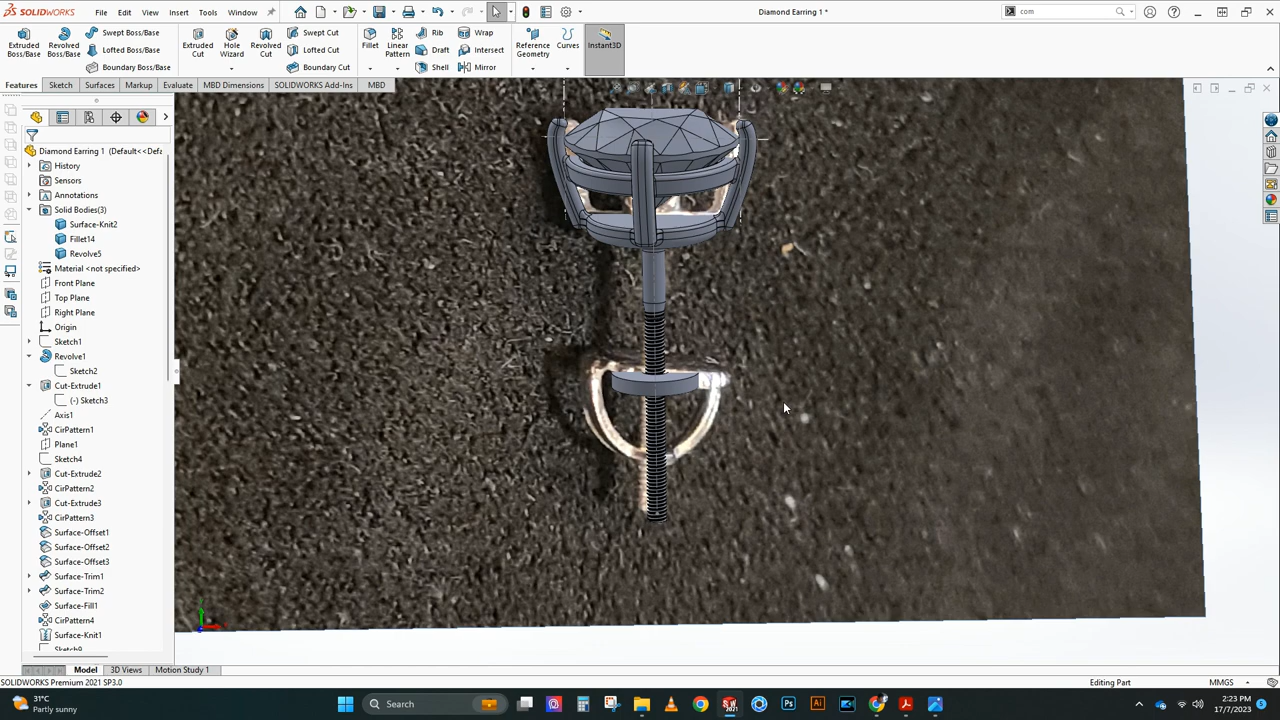 SOLIDWORKS File Edit View Insert Tools Window Diamond Earring 1 * com
Extruded Boss/Base
Revolved Boss/Base
Swept Boss/Base
Lofted Boss/Base
Boundary Boss/Base
Extruded Cut
Hole Wizard
Revolved Cut
Swept Cut
Lofted Cut
Boundary Cut
Fillet
Linear Pattern
Rib
Draft
Shell
Wrap
Intersect
Mirror
Reference Geometry
Curves
Instant3D
Features Sketch Surfaces Markup Evaluate MBD Dimensions SOLIDWORKS Add-Ins MBD
Diamond Earring 1 (Default<<Defa
History
Sensors
Annotations
Solid Bodies(3)
Surface-Knit2
Fillet14
Revolve5
Material <not specified>
Front Plane
Top Plane
Right Plane
Origin
Sketch1
Revolve1
Sketch2
Cut-Extrude1
(-) Sketch3
Axis1
CirPattern1
Plane1
Sketch4
Cut-Extrude2
CirPattern2
Cut-Extrude3
CirPattern3
Surface-Offset1
Surface-Offset2
Surface-Offset3
Surface-Trim1
Surface-Trim2
Surface-Fill1
CirPattern4
Surface-Knit1
Sketch9
Model 3D Views Motion Study 1
SOLIDWORKS Premium 2021 SP3.0 Editing Part MMGS
31°C
Partly sunny
Search
2:23 PM
17/7/2023